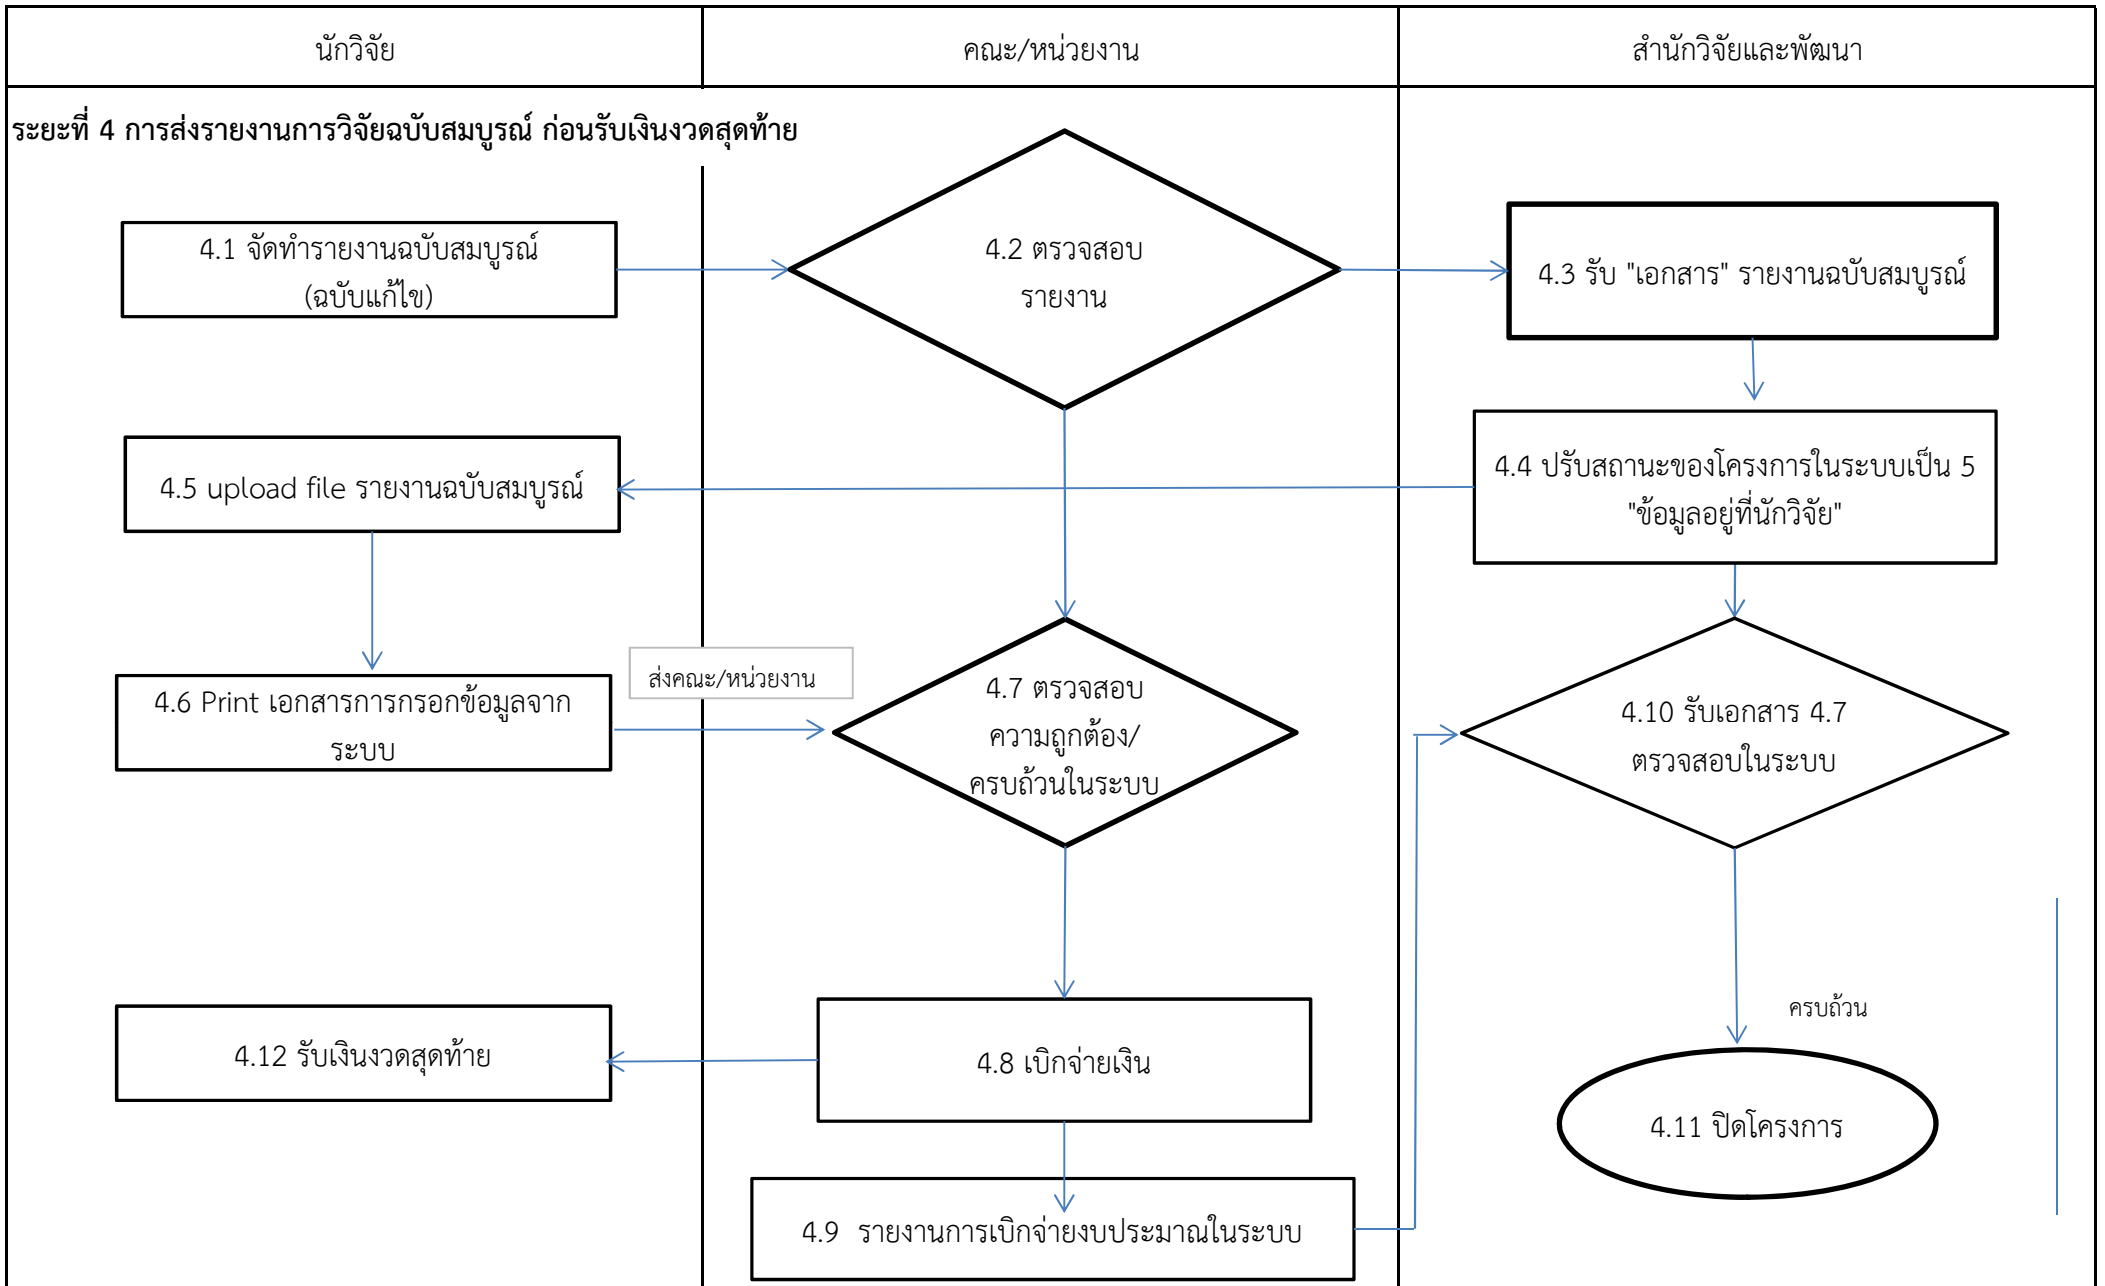 นักวิจัย
คณะ/หน่วยงาน
สำนักวิจัยและพัฒนา
ระยะที่ 4 การส่งรายงานการวิจัยฉบับสมบูรณ์ ก่อนรับเงินงวดสุดท้าย
4.1 จัดทำรายงานฉบับสมบูรณ์
(ฉบับแก้ไข)
4.2 ตรวจสอบ
รายงาน
4.3 รับ "เอกสาร" รายงานฉบับสมบูรณ์
4.4 ปรับสถานะของโครงการในระบบเป็น 5
"ข้อมูลอยู่ที่นักวิจัย"
4.5 upload file รายงานฉบับสมบูรณ์
4.6 Print เอกสารการกรอกข้อมูลจาก
ระบบ
ส่งคณะ/หน่วยงาน
4.7 ตรวจสอบ
ความถูกต้อง/
ครบถ้วนในระบบ
4.10 รับเอกสาร 4.7
ตรวจสอบในระบบ
ครบถ้วน
4.12 รับเงินงวดสุดท้าย
4.8 เบิกจ่ายเงิน
4.11 ปิดโครงการ
4.9 รายงานการเบิกจ่ายงบประมาณในระบบ